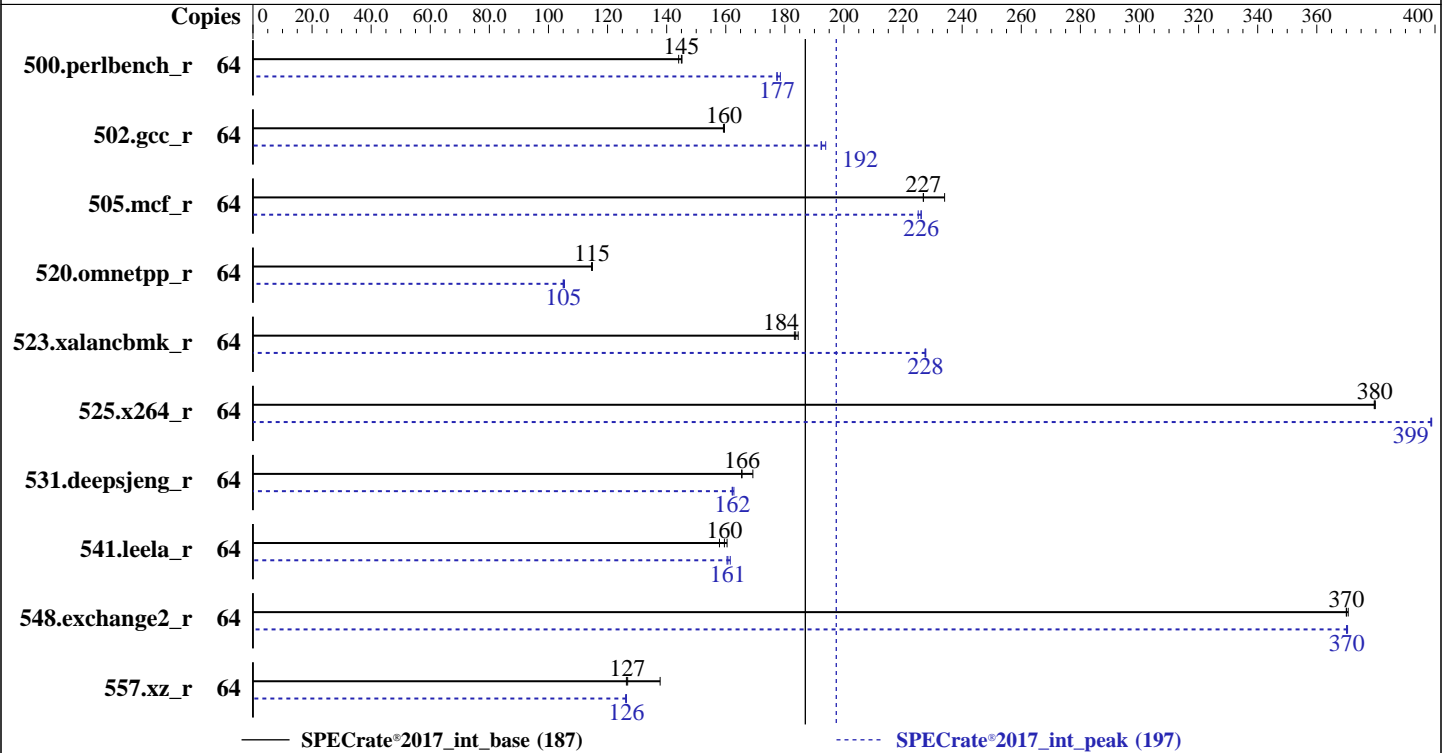 Copies 0 20.0 40.0 60.0 80.0 100 120 140 160 180 200 220 240 260 280 300 320 340 360 400
145
500.perlbench_r 64
177
160
502.gcc_r 64
192
227
505.mcf_r 64
226
115
520.omnetpp_r 64
105
184
523.xalancbmk_r 64
228
380
525.x264_r 64
399
166
531.deepsjeng_r 64
162
160
541.leela_r 64
161
370
548.exchange2_r 64
370
127
557.xz_r 64
126
SPECrate®2017_int_base (187) SPECrate®2017_int_peak (197)